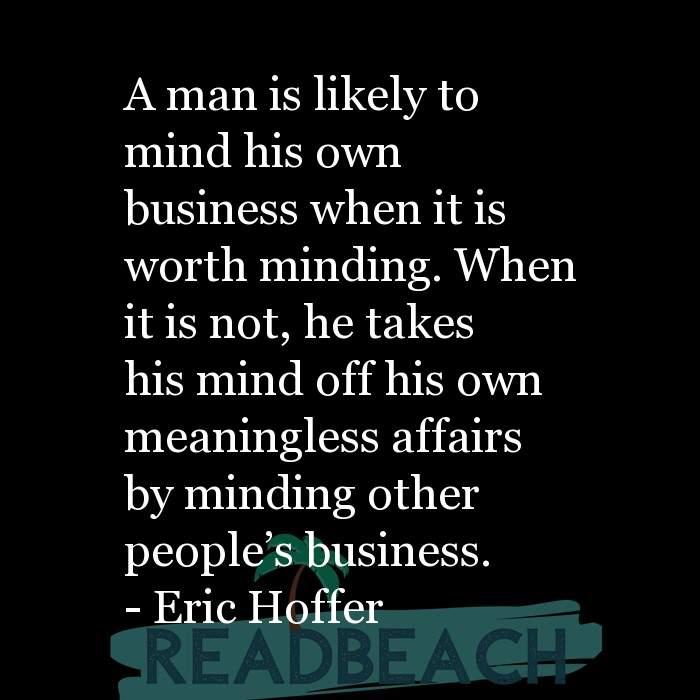 A man is likely to
mind his own
business when it is
worth minding. When
it is not, he takes
his mind off his own
meaningless affairs
by minding other
people’s business.
- Eric Hoffer
READBEACH